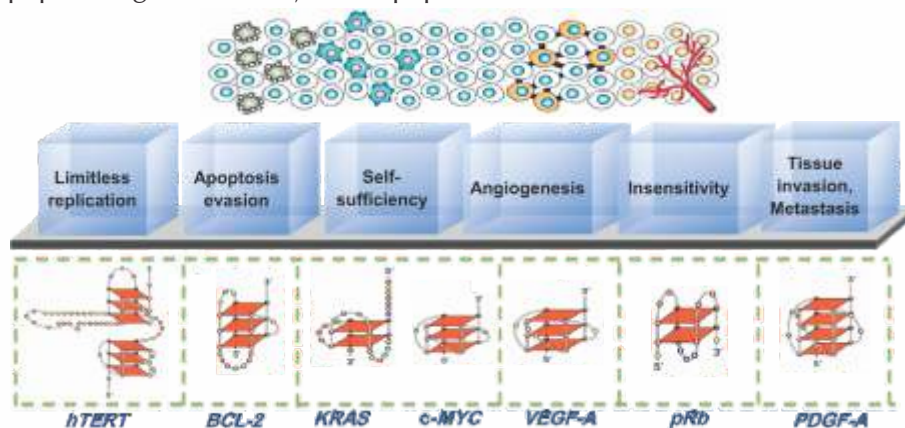 Limitless
replication
Apoptosis
evasion
Self-
sufficiency
Angiogenesis
Insensitivity
Tissue
invasion,
Metastasis
hTERT BCL-2 KRAS c-MYC VEGF-A pRb PDGF-A